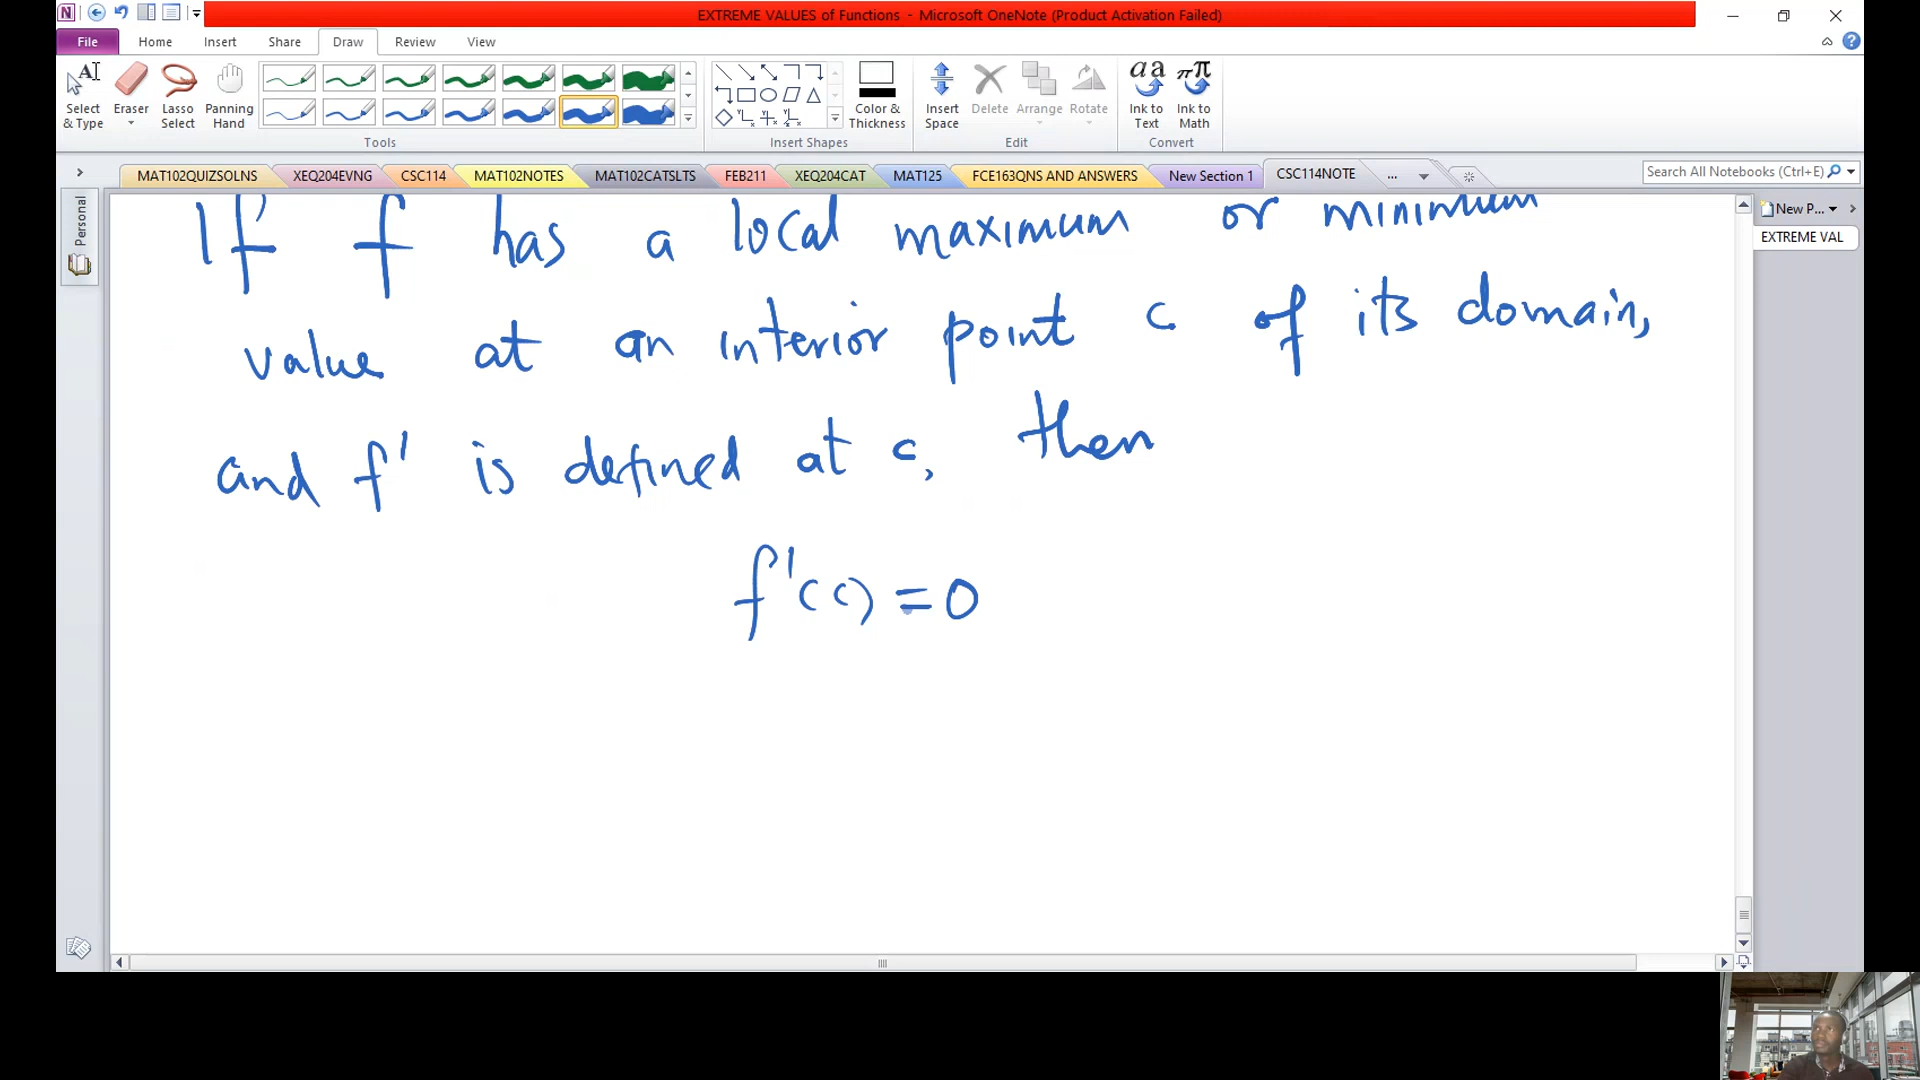 EXTREME VALUES of Functions - Microsoft OneNote (Product Activation Failed)
File Home Insert Share Draw Review View
Select & Type
Eraser
Lasso Select
Panning Hand
Color & Thickness
Insert Space
Delete
Arrange
Rotate
Ink to Text
Ink to Math
Tools Insert Shapes Edit Convert
MAT102QUIZSOLNS XEQ204EVNG CSC114 MAT102NOTES MAT102CATSLTS FEB211 XEQ204CAT MAT125 FCE163QNS AND ANSWERS New Section 1 CSC114NOTE ... Search All Notebooks (Ctrl+E)
Personal
New P...
EXTREME VAL
If f has a local maximum or minimum
value at an interior point c of its domain,
and f' is defined at c, then
f'(c) = 0